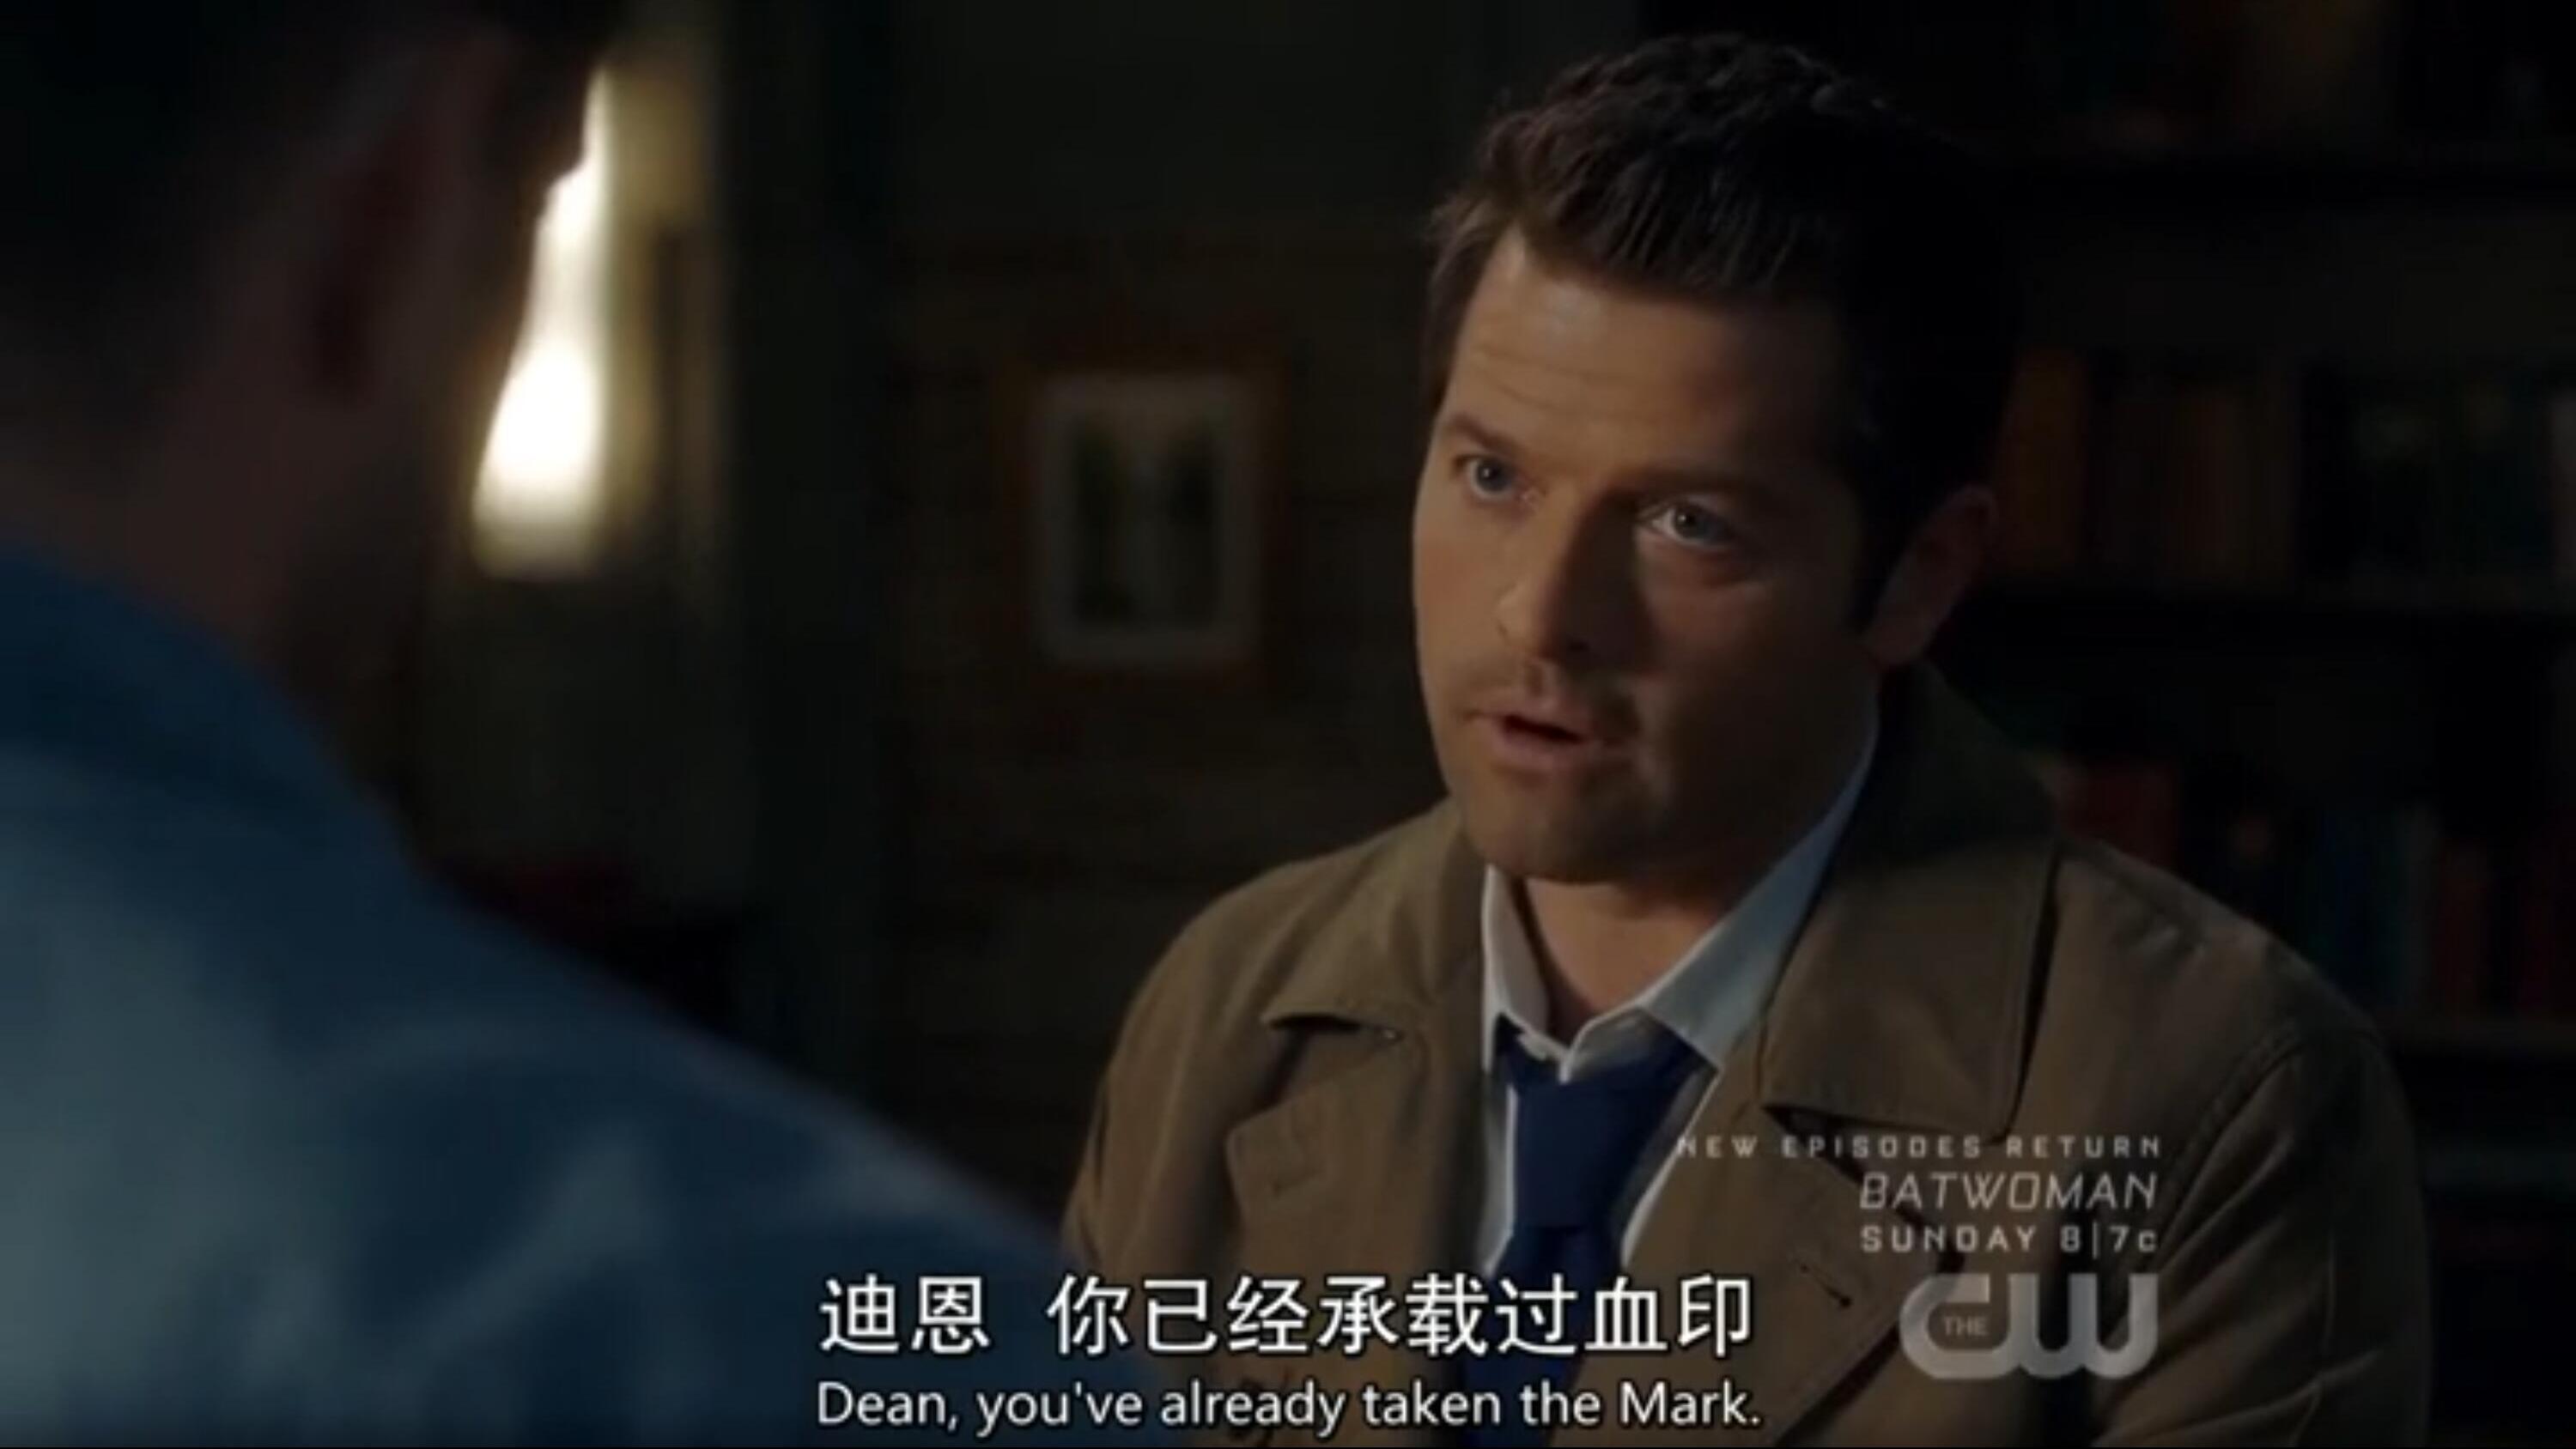 NEW EPISODES RETURN
BATWOMAN
SUNDAY 8|7c
THE CW
迪恩 你已经承载过血印
Dean, you've already taken the Mark.